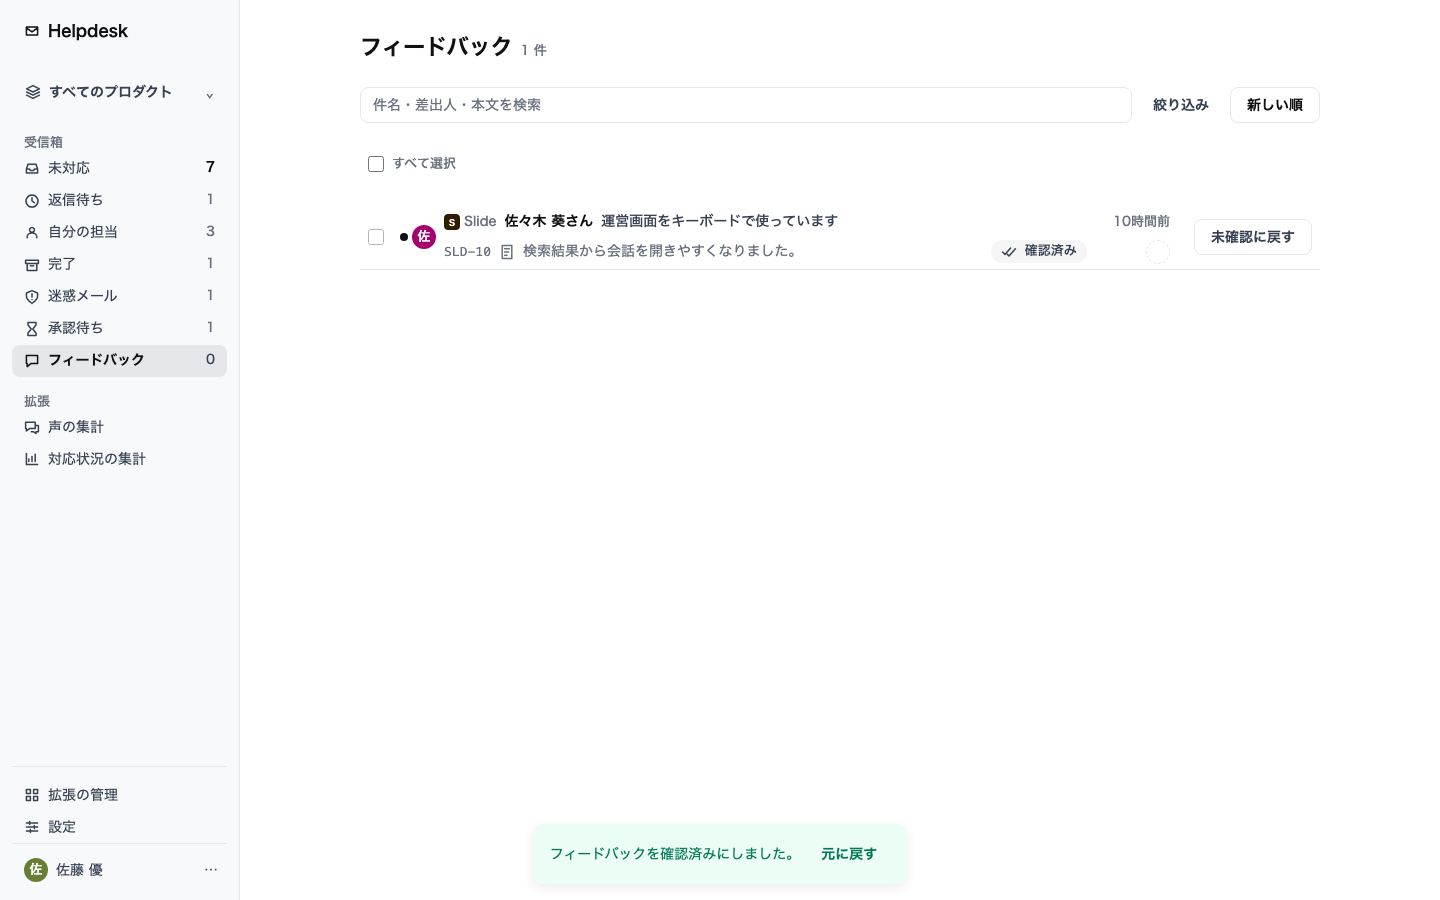 Helpdesk
すべてのプロダクト
受信箱
未対応 7
返信待ち 1
自分の担当 3
完了 1
迷惑メール 1
承認待ち 1
フィードバック 0
拡張
声の集計
対応状況の集計
拡張の管理
設定
佐 佐藤 優 …
フィードバック 1 件
件名・差出人・本文を検索 絞り込み 新しい順
すべて選択
佐 S Slide 佐々木 葵さん 運営画面をキーボードで使っています 10時間前
SLD-10 検索結果から会話を開きやすくなりました。 確認済み
未確認に戻す
フィードバックを確認済みにしました。 元に戻す